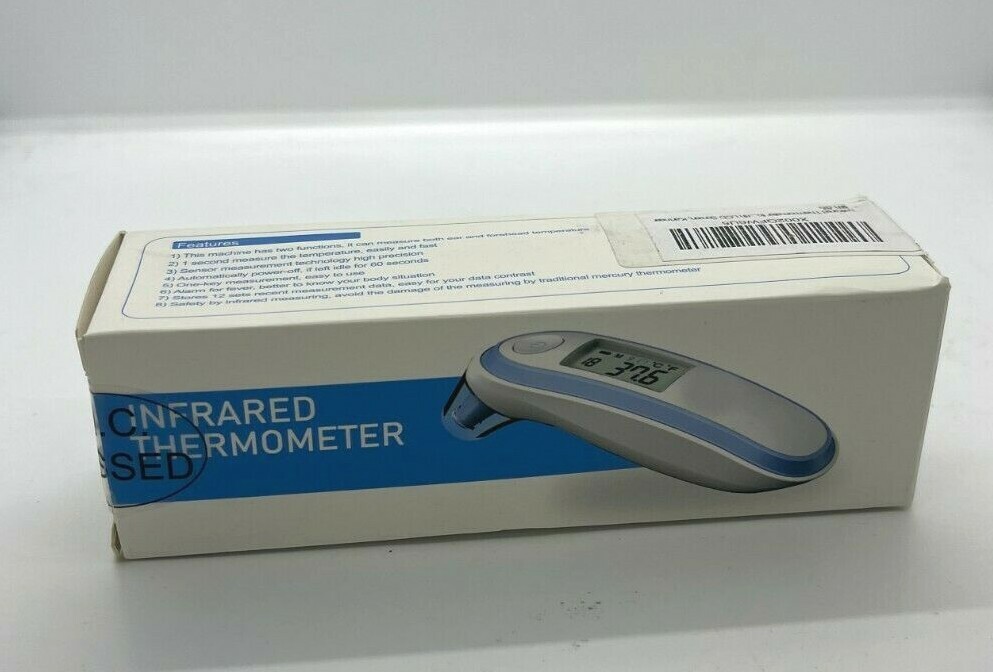 Features
1) This machine has two functions, it can measure both ear and forehead temperature
2) 1 second measure the temperature, easily and fast
3) Sensor measurement technology high precision
4) Automatically power-off, if left idle for 60 seconds
5) One-key measurement, easy to use
6) Alarm for fever, better to know your body situation
7) Stores 12 sets recent measurement data, easy for your data contrast
8) Safety by infrared measuring, avoid the damage of the measuring by traditional mercury thermometer
INFRARED
THERMOMETER
.C.
SSED
M °C °F
18 37.6